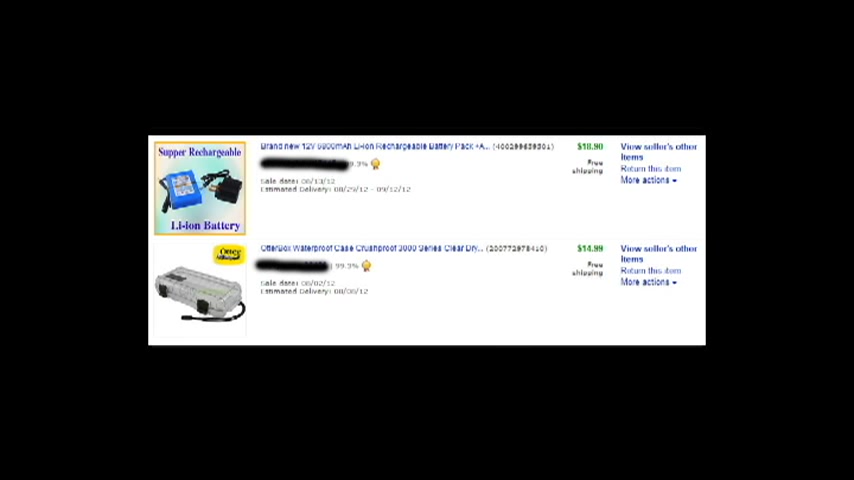 Supper Rechargeable
Li-ion Battery
Brand new 12V 6800mAh Li-ion Rechargeable Battery Pack +A...
$18.90
Free shipping
Sale date: 08/13/12
Estimated Delivery: 08/29/12 - 09/12/12
View seller's other items
Return this item
More actions
Otter
OtterBox Waterproof Case Crushproof 3000 Series Clear Dry...
99.3%
$14.99
Free shipping
Sale date: 08/02/12
Estimated Delivery: 08/08/12
View seller's other items
Return this item
More actions